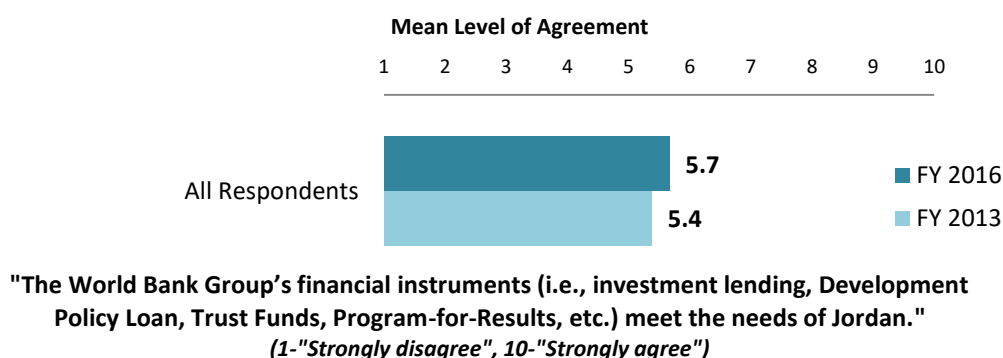 Mean Level of Agreement
1 2 3 4 5 6 7 8 9 10
All Respondents
5.7
5.4
FY 2016
FY 2013
"The World Bank Group’s financial instruments (i.e., investment lending, Development
Policy Loan, Trust Funds, Program-for-Results, etc.) meet the needs of Jordan."
(1-"Strongly disagree", 10-"Strongly agree")